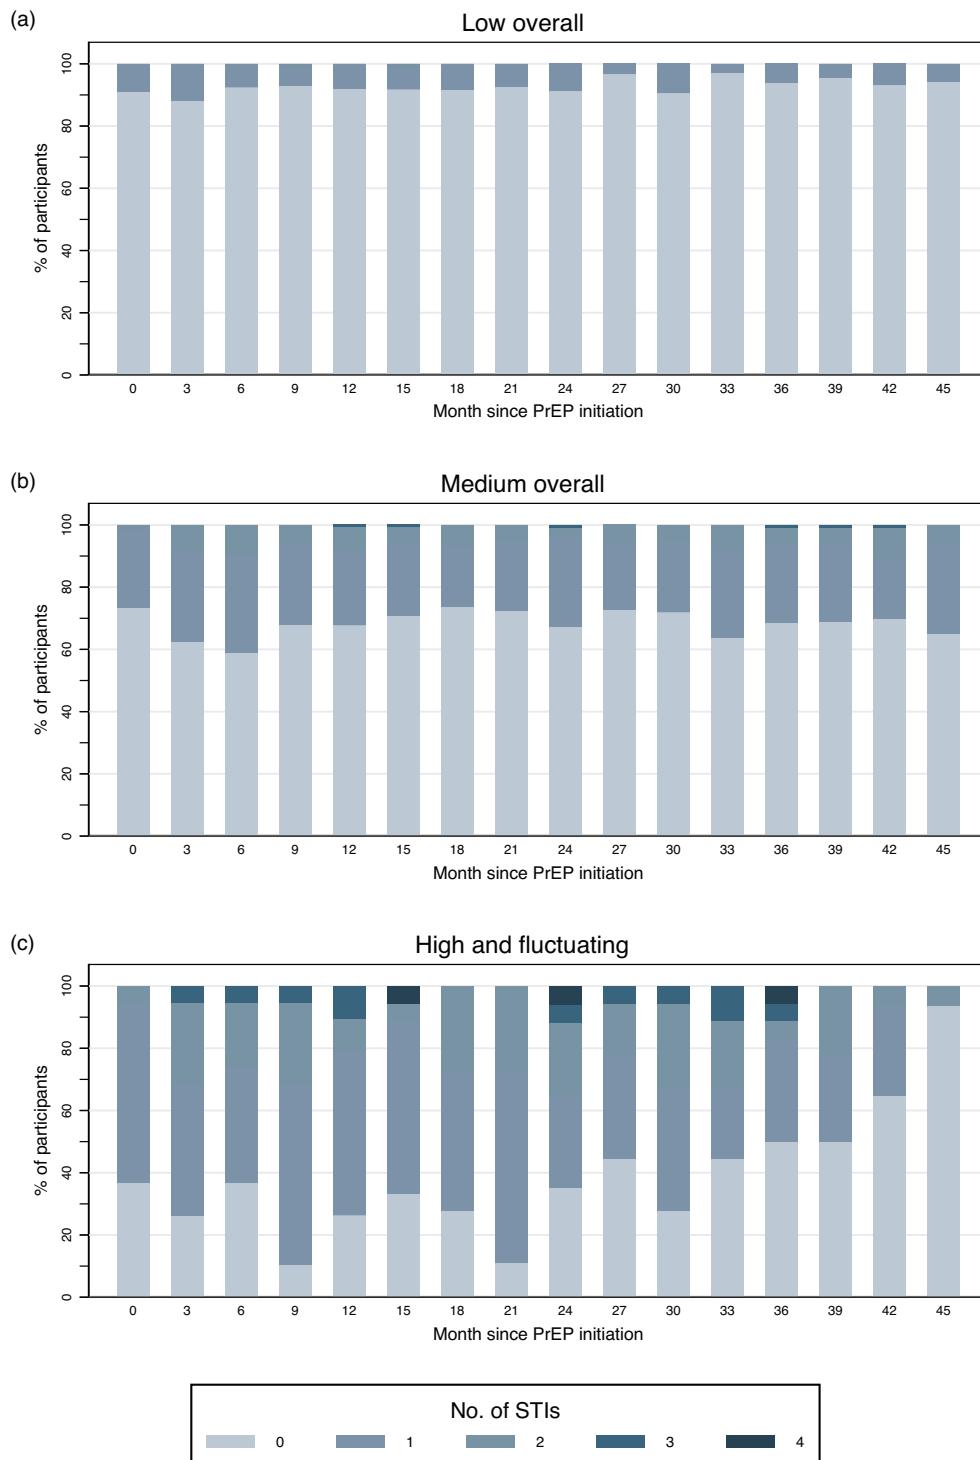 (a)
Low overall
% of participants
100
80
60
40
20
0
0 3 6 9 12 15 18 21 24 27 30 33 36 39 42 45
Month since PrEP initiation
(b)
Medium overall
% of participants
100
80
60
40
20
0
0 3 6 9 12 15 18 21 24 27 30 33 36 39 42 45
Month since PrEP initiation
(c)
High and fluctuating
% of participants
100
80
60
40
20
0
0 3 6 9 12 15 18 21 24 27 30 33 36 39 42 45
Month since PrEP initiation
No. of STIs
0 1 2 3 4